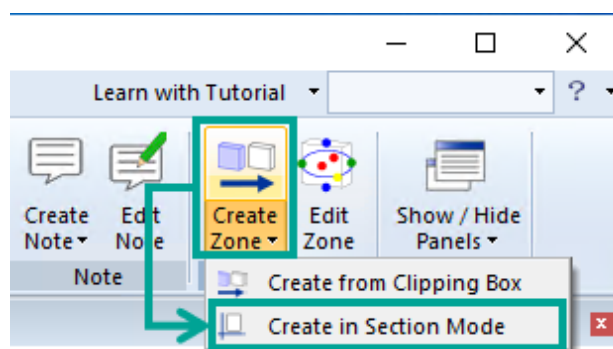 Learn with Tutorial
?
Create Note
Edit Note
Create Zone
Edit Zone
Show / Hide Panels
Note
Create from Clipping Box
Create in Section Mode